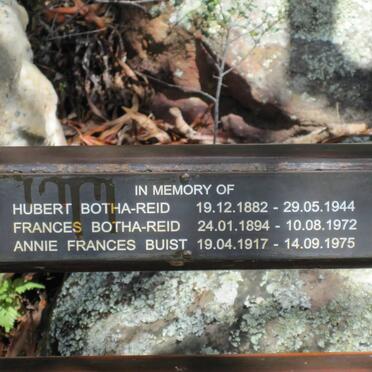 IN MEMORY OF
HUBERT BOTHA-REID 19.12.1882 - 29.05.1944
FRANCES BOTHA-REID 24.01.1894 - 10.08.1972
ANNIE FRANCES BUIST 19.04.1917 - 14.09.1975